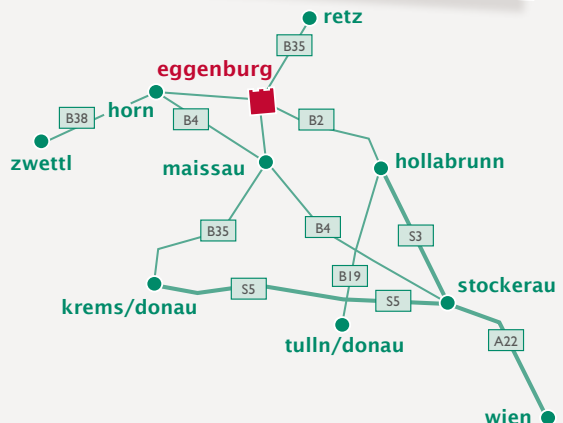 retz
B35
eggenburg
B38
horn
B4
B2
zwettl
maissau
hollabrunn
B35
B4
S3
B19
krems/donau
S5
S5
stockerau
tulln/donau
A22
wien